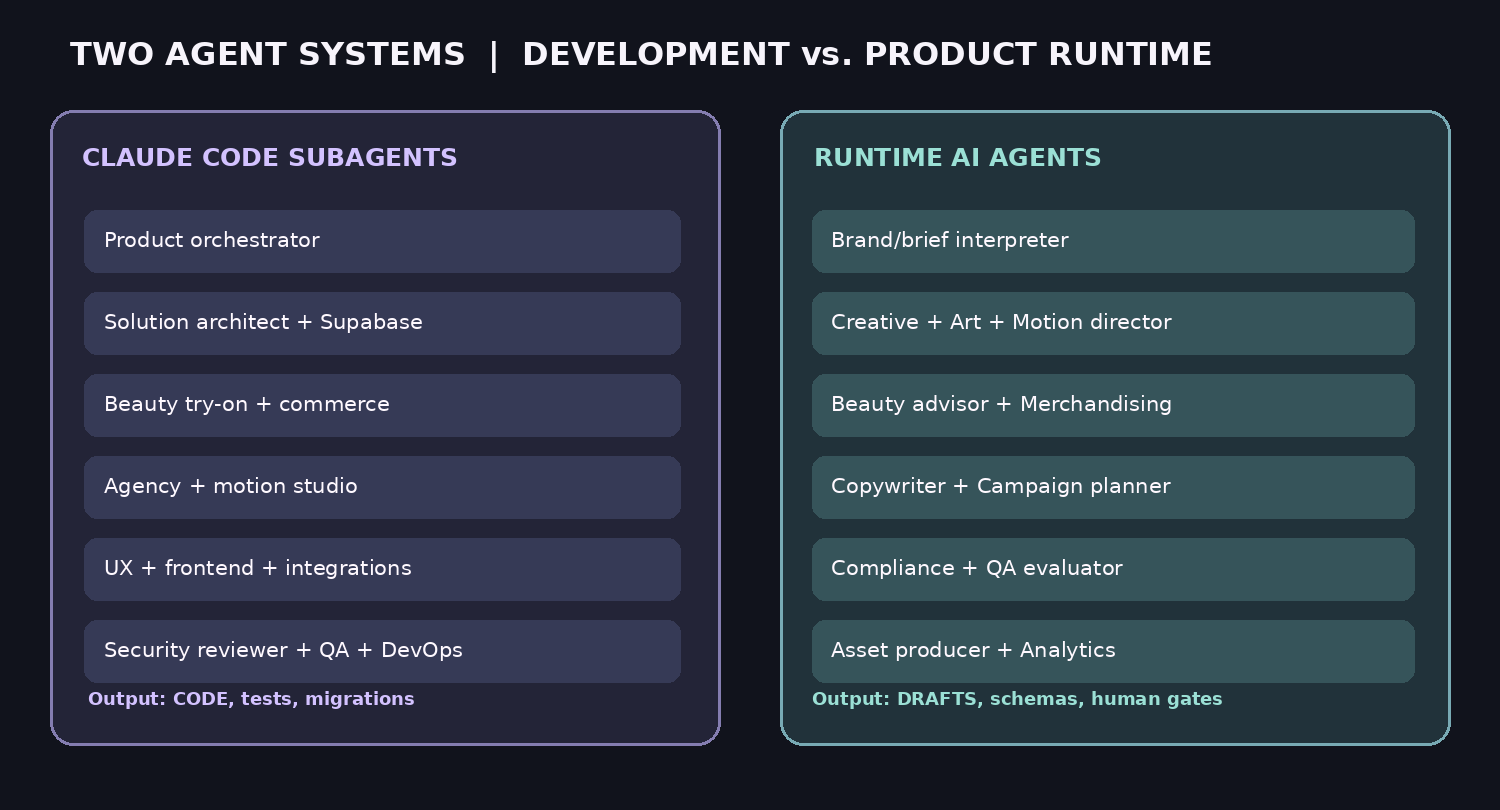 TWO AGENT SYSTEMS | DEVELOPMENT vs. PRODUCT RUNTIME
CLAUDE CODE SUBAGENTS
Product orchestrator
Solution architect + Supabase
Beauty try-on + commerce
Agency + motion studio
UX + frontend + integrations
Security reviewer + QA + DevOps
Output: CODE, tests, migrations
RUNTIME AI AGENTS
Brand/brief interpreter
Creative + Art + Motion director
Beauty advisor + Merchandising
Copywriter + Campaign planner
Compliance + QA evaluator
Asset producer + Analytics
Output: DRAFTS, schemas, human gates